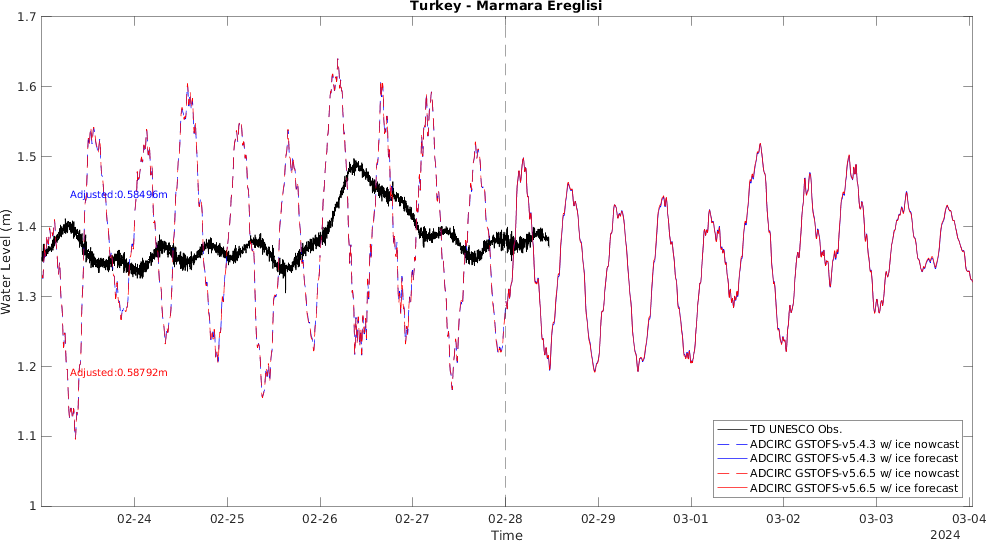 Turkey - Marmara Ereglisi
1.7
1.6
1.5
1.4
1.3
1.2
1.1
1
Water Level (m)
Adjusted:0.58496m
Adjusted:0.58792m
TD UNESCO Obs.
ADCIRC GSTOFS-v5.4.3 w/ ice nowcast
ADCIRC GSTOFS-v5.4.3 w/ ice forecast
ADCIRC GSTOFS-v5.6.5 w/ ice nowcast
ADCIRC GSTOFS-v5.6.5 w/ ice forecast
02-24 02-25 02-26 02-27 02-28 02-29 03-01 03-02 03-03 03-04
Time
2024